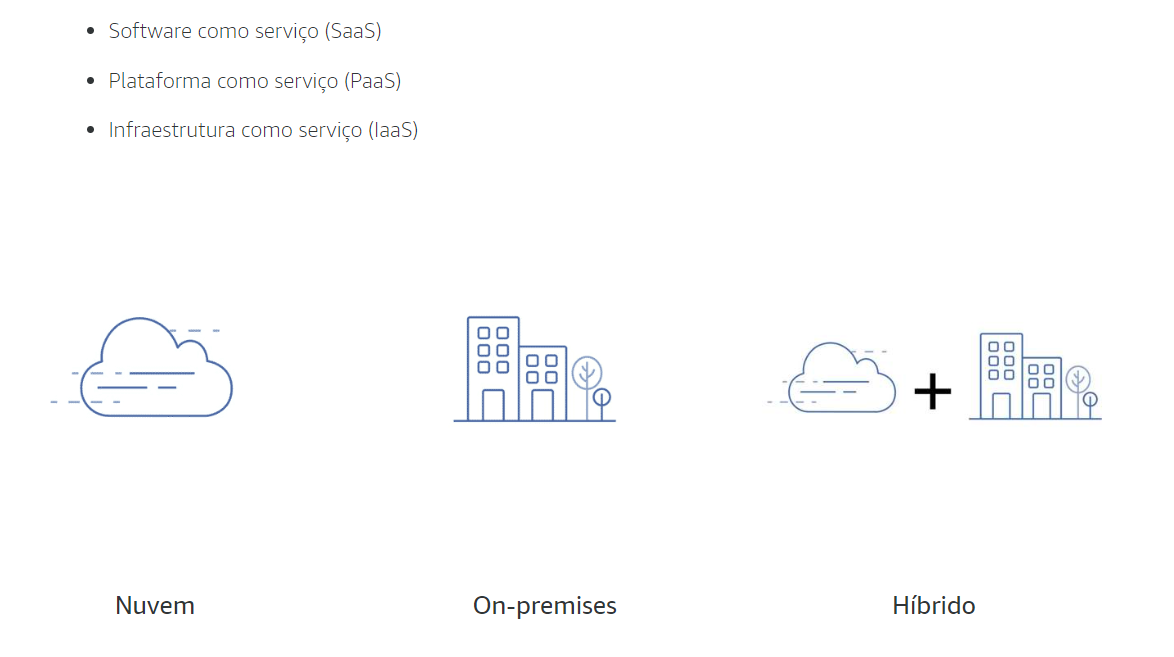 • Software como serviço (SaaS)
• Plataforma como serviço (PaaS)
• Infraestrutura como serviço (IaaS)
Nuvem
On-premises
Híbrido